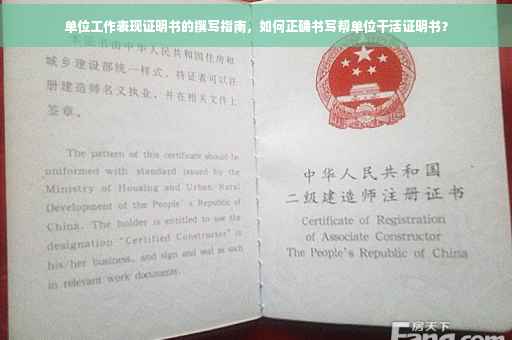 单位工作表现证明书的撰写指南，如何正确书写帮单位干活证明书？
本证书由中华人民共和国住房和
城乡建设部统一样式，持证者可以注
册建造师名义执业，并在相关文件上
签章。
The pattern of this certificate should be
uniformed with standard issued by the
Ministry of Housing and Urban Rural
Development of the People's Republic of
China. The holder is entitled to use the
designation "Certified Constructor" in
his/her business, and sign and seal as such
in relevant work documents.
中华人民共和国
二级建造师注册证书
Certificate of Registration
of Associate Constructor
The People's Republic of China
房天下
Fang.com